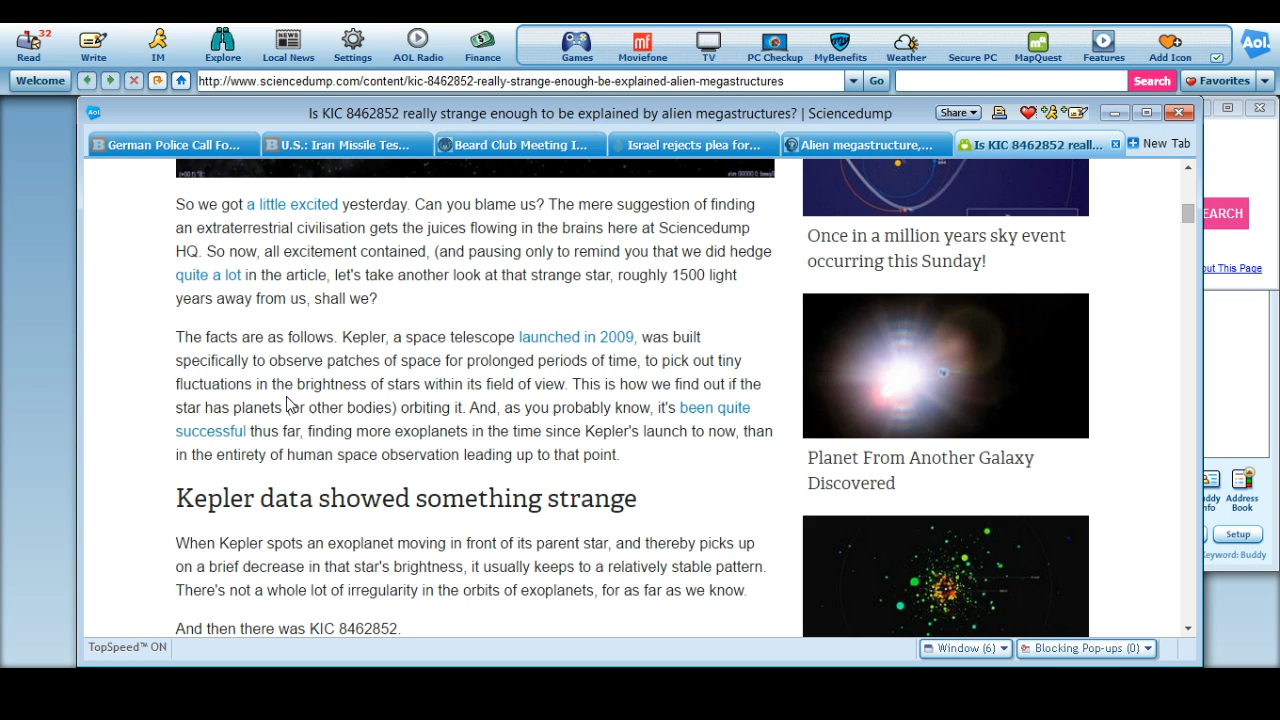 32
Read
Write
IM
Explore
NEWS
Local News
Settings
AOL Radio
Finance
Games
mf
Moviefone
TV
PC Checkup
MyBenefits
Weather
Secure PC
MapQuest
Features
Add Icon
Aol.
Welcome
http://www.sciencedump.com/content/kic-8462852-really-strange-enough-be-explained-alien-megastructures
Go
Search
Favorites
Aol.
Is KIC 8462852 really strange enough to be explained by alien megastructures? | Sciencedump
Share
German Police Call Fo...
U.S.: Iran Missile Tes...
Beard Club Meeting I...
Israel rejects plea for...
Alien megastructure,...
Is KIC 8462852 reall...
New Tab
So we got a little excited yesterday. Can you blame us? The mere suggestion of finding
an extraterrestrial civilisation gets the juices flowing in the brains here at Sciencedump
HQ. So now, all excitement contained, (and pausing only to remind you that we did hedge
quite a lot in the article, let's take another look at that strange star, roughly 1500 light
years away from us, shall we?
The facts are as follows. Kepler, a space telescope launched in 2009, was built
specifically to observe patches of space for prolonged periods of time, to pick out tiny
fluctuations in the brightness of stars within its field of view. This is how we find out if the
star has planets (or other bodies) orbiting it. And, as you probably know, it's been quite
successful thus far, finding more exoplanets in the time since Kepler's launch to now, than
in the entirety of human space observation leading up to that point.
Kepler data showed something strange
When Kepler spots an exoplanet moving in front of its parent star, and thereby picks up
on a brief decrease in that star's brightness, it usually keeps to a relatively stable pattern.
There's not a whole lot of irregularity in the orbits of exoplanets, for as far as we know.
And then there was KIC 8462852.
Once in a million years sky event
occurring this Sunday!
Planet From Another Galaxy
Discovered
EARCH
out This Page
Address
Book
Setup
Keyword: Buddy
TopSpeed™ ON
Window (6)
Blocking Pop-ups (0)